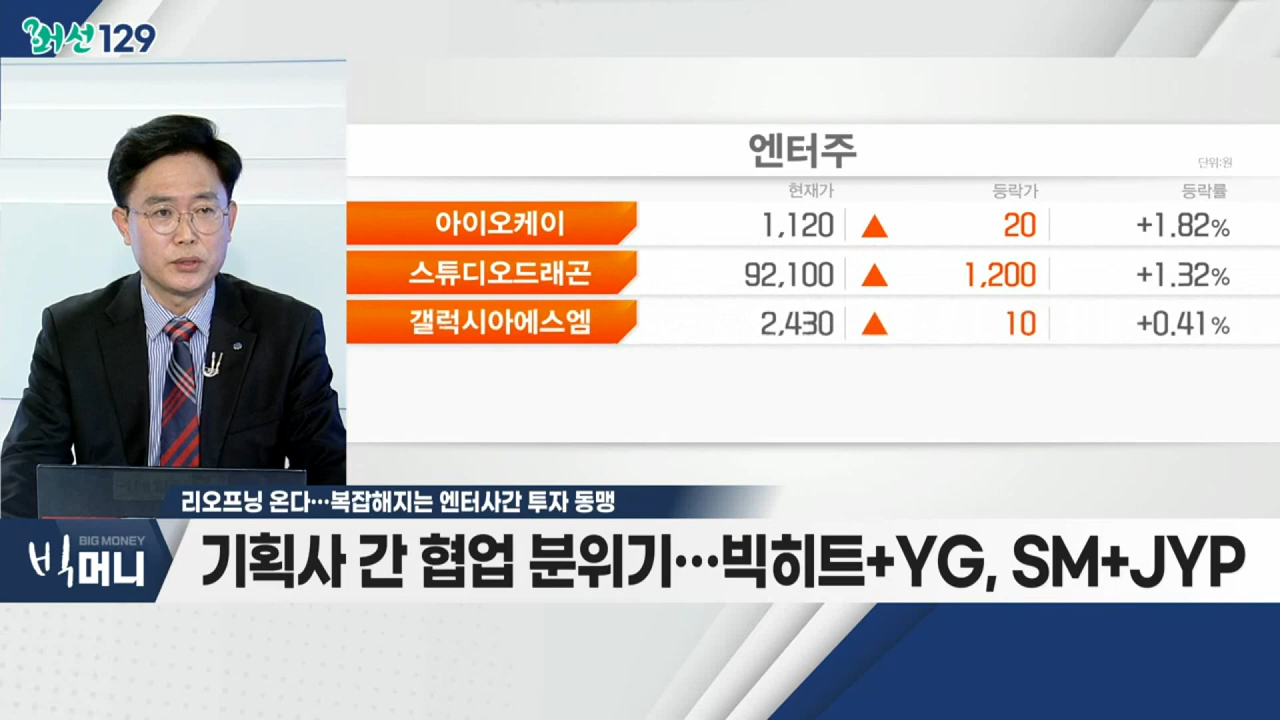 머선129
엔터주
단위:원
현재가 등락가 등락률
아이오케이 1,120 ▲ 20 +1.82%
스튜디오드래곤 92,100 ▲ 1,200 +1.32%
갤럭시아에스엠 2,430 ▲ 10 +0.41%
리오프닝 온다…복잡해지는 엔터사간 투자 동맹
BIG MONEY
빅머니
기획사 간 협업 분위기…빅히트+YG, SM+JYP